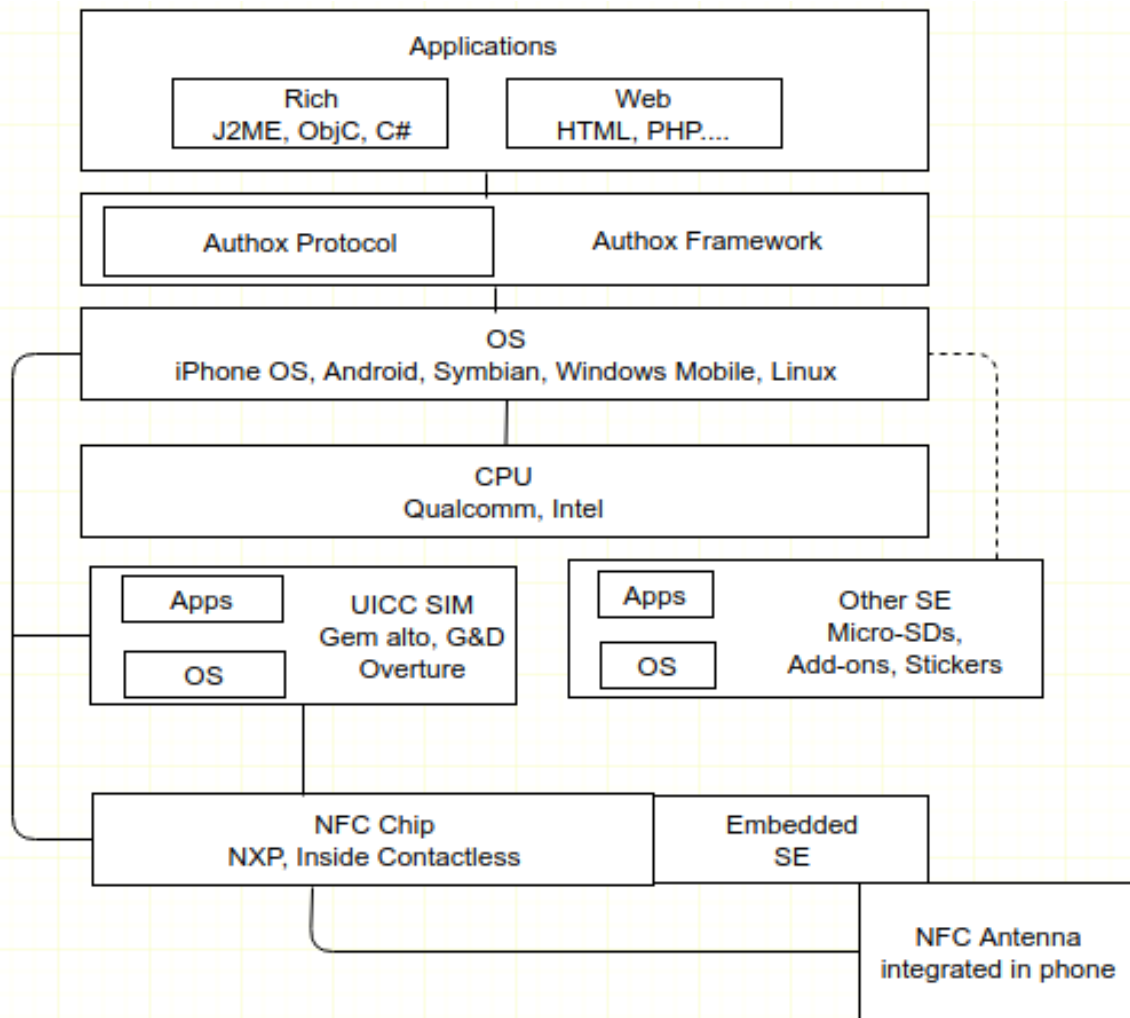 Applications
Rich
J2ME, ObjC, C#
Web
HTML, PHP....
Authox Protocol
Authox Framework
OS
iPhone OS, Android, Symbian, Windows Mobile, Linux
CPU
Qualcomm, Intel
Apps
OS
UICC SIM
Gem alto, G&D
Overture
Apps
OS
Other SE
Micro-SDs,
Add-ons, Stickers
NFC Chip
NXP, Inside Contactless
Embedded
SE
NFC Antenna
integrated in phone